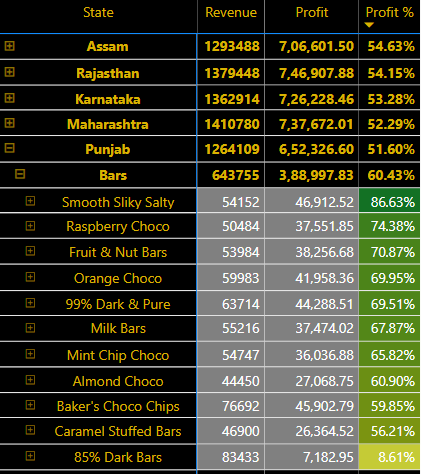 State Revenue Profit Profit %
Assam 1293488 7,06,601.50 54.63%
Rajasthan 1379448 7,46,907.88 54.15%
Karnataka 1362914 7,26,228.46 53.28%
Maharashtra 1410780 7,37,672.01 52.29%
Punjab 1264109 6,52,326.60 51.60%
Bars 643755 3,88,997.83 60.43%
Smooth Sliky Salty 54152 46,912.52 86.63%
Raspberry Choco 50484 37,551.85 74.38%
Fruit & Nut Bars 53984 38,256.68 70.87%
Orange Choco 59983 41,958.36 69.95%
99% Dark & Pure 63714 44,288.51 69.51%
Milk Bars 55216 37,474.02 67.87%
Mint Chip Choco 54747 36,036.88 65.82%
Almond Choco 44450 27,068.75 60.90%
Baker's Choco Chips 76692 45,902.79 59.85%
Caramel Stuffed Bars 46900 26,364.52 56.21%
85% Dark Bars 83433 7,182.95 8.61%